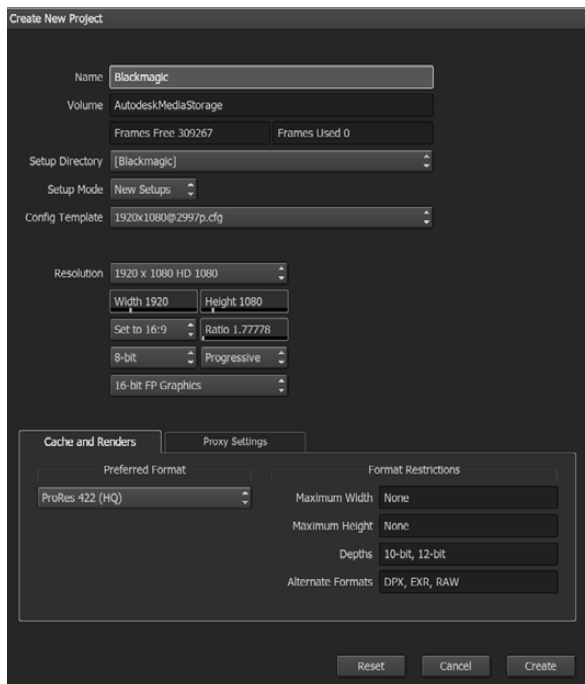 Create New Project
Name Blackmagic
Volume AutodeskMediaStorage
Frames Free 309267 Frames Used 0
Setup Directory [Blackmagic]
Setup Mode New Setups
Config Template 1920x1080@2997p.cfg
Resolution 1920 x 1080 HD 1080
Width 1920 Height 1080
Set to 16:9 Ratio 1.77778
8-bit Progressive
16-bit FP Graphics
Cache and Renders Proxy Settings
Preferred Format Format Restrictions
ProRes 422 (HQ) Maximum Width None
Maximum Height None
Depths 10-bit, 12-bit
Alternate Formats DPX, EXR, RAW
Reset Cancel Create